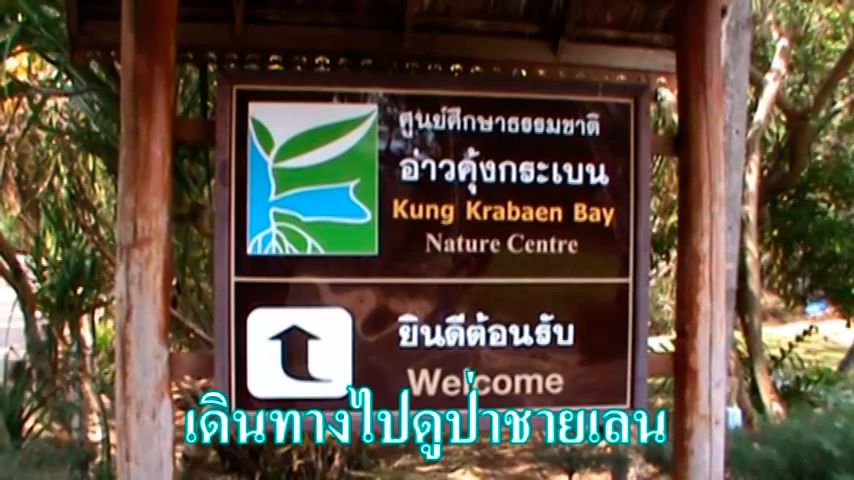 ศูนย์ศึกษาธรรมชาติ
อ่าวคุ้งกระเบน
Kung Krabaen Bay
Nature Centre
ยินดีต้อนรับ
Welcome
เดินทางไปดูป่าชายเลน